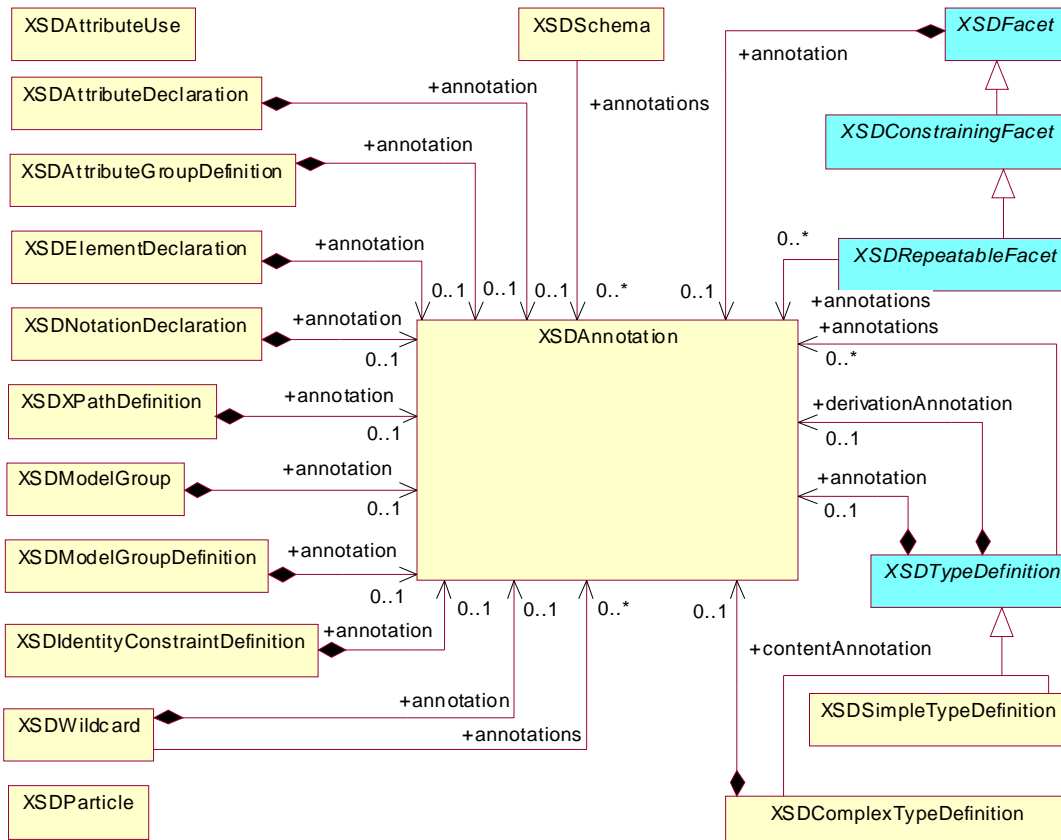 XSDAttributeUse
XSDSchema
XSDFacet
+annotation
XSDAttributeDeclaration
+annotation
+annotations
XSDConstrainingFacet
XSDAttributeGroupDefinition
+annotation
XSDElementDeclaration
+annotation
0..*
XSDRepeatableFacet
0..1
0..1
0..1
0..*
0..1
+annotations
XSDNotationDeclaration
+annotation
0..1
XSDAnnotation
+annotations
0..*
XSDXPathDefinition
+annotation
0..1
+derivationAnnotation
0..1
XSDModelGroup
+annotation
0..1
+annotation
0..1
XSDModelGroupDefinition
+annotation
0..1
XSDTypeDefinition
0..1
0..1
0..*
0..1
XSDIdentityConstraintDefinition
+annotation
+contentAnnotation
XSDWildcard
+annotation
+annotations
XSDSimpleTypeDefinition
XSDParticle
XSDComplexTypeDefinition